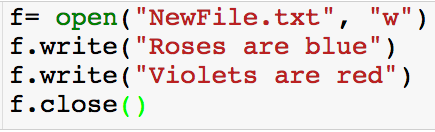 f= open("NewFile.txt", "w")
f.write("Roses are blue")
f.write("Violets are red")
f.close()